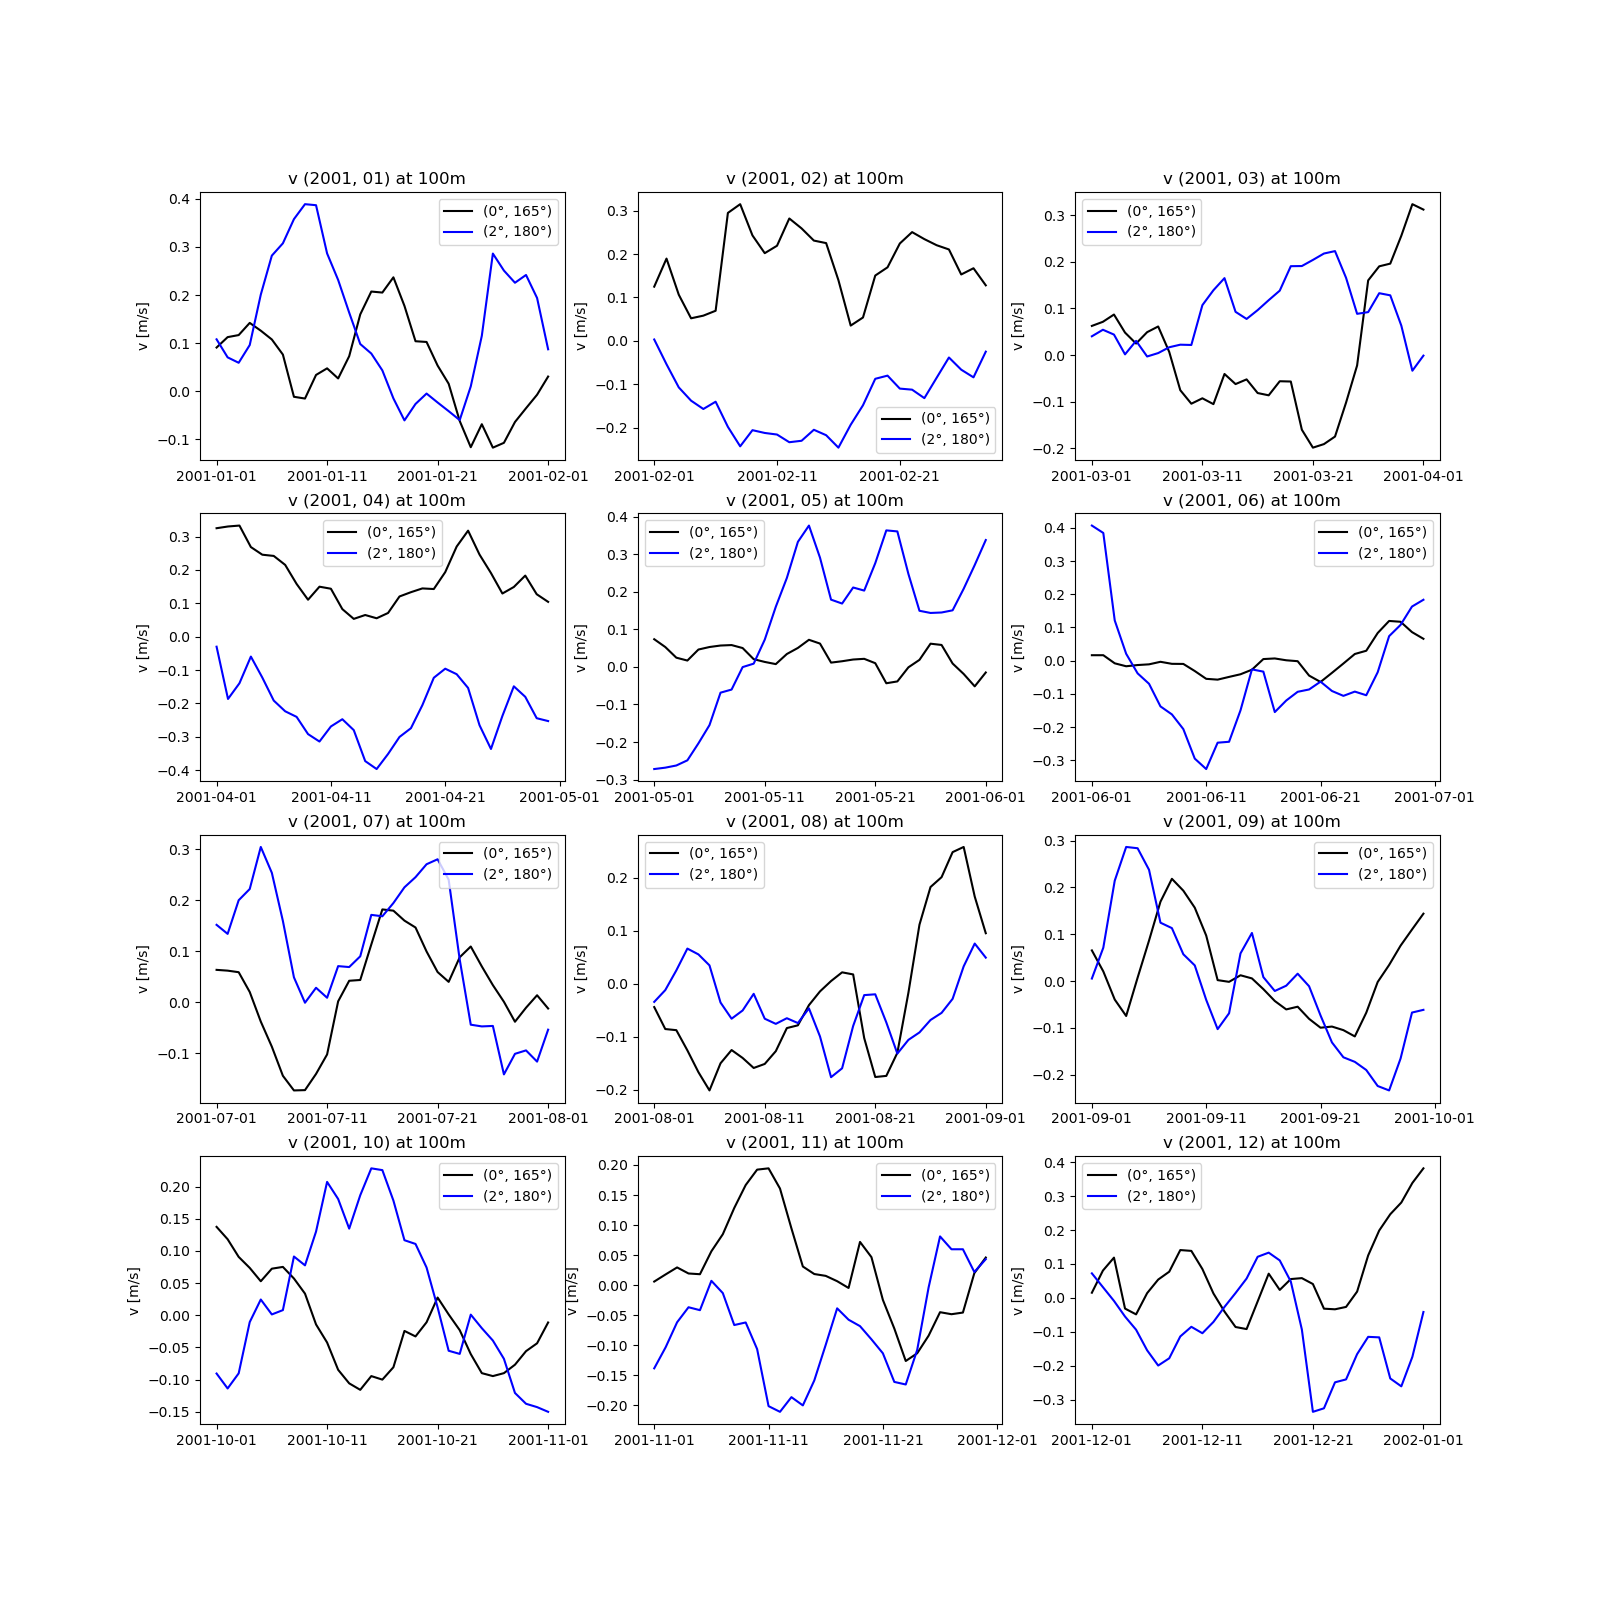 v (2001, 01) at 100m
v [m/s]
0.4
0.3
0.2
0.1
0.0
−0.1
(0°, 165°)
(2°, 180°)
2001-01-01 2001-01-11 2001-01-21 2001-02-01
v (2001, 02) at 100m
v [m/s]
0.3
0.2
0.1
0.0
−0.1
−0.2
(0°, 165°)
(2°, 180°)
2001-02-01 2001-02-11 2001-02-21
v (2001, 03) at 100m
v [m/s]
0.3
0.2
0.1
0.0
−0.1
−0.2
(0°, 165°)
(2°, 180°)
2001-03-01 2001-03-11 2001-03-21 2001-04-01
v (2001, 04) at 100m
v [m/s]
0.3
0.2
0.1
0.0
−0.1
−0.2
−0.3
−0.4
(0°, 165°)
(2°, 180°)
2001-04-01 2001-04-11 2001-04-21 2001-05-01
v (2001, 05) at 100m
v [m/s]
0.4
0.3
0.2
0.1
0.0
−0.1
−0.2
−0.3
(0°, 165°)
(2°, 180°)
2001-05-01 2001-05-11 2001-05-21 2001-06-01
v (2001, 06) at 100m
0.4
0.3
0.2
0.1
0.0
−0.1
−0.2
−0.3
v [m/s]
(0°, 165°)
(2°, 180°)
2001-06-01 2001-06-11 2001-06-21 2001-07-01
v (2001, 07) at 100m
v [m/s]
0.3
0.2
0.1
0.0
−0.1
(0°, 165°)
(2°, 180°)
2001-07-01 2001-07-11 2001-07-21 2001-08-01
v (2001, 08) at 100m
v [m/s]
0.2
0.1
0.0
−0.1
−0.2
(0°, 165°)
(2°, 180°)
2001-08-01 2001-08-11 2001-08-21 2001-09-01
v (2001, 09) at 100m
v [m/s]
0.3
0.2
0.1
0.0
−0.1
−0.2
(0°, 165°)
(2°, 180°)
2001-09-01 2001-09-11 2001-09-21 2001-10-01
v (2001, 10) at 100m
v [m/s]
0.20
0.15
0.10
0.05
0.00
−0.05
−0.10
−0.15
(0°, 165°)
(2°, 180°)
2001-10-01 2001-10-11 2001-10-21 2001-11-01
v (2001, 11) at 100m
v [m/s]
0.20
0.15
0.10
0.05
0.00
−0.05
−0.10
−0.15
−0.20
(0°, 165°)
(2°, 180°)
2001-11-01 2001-11-11 2001-11-21 2001-12-01
v (2001, 12) at 100m
v [m/s]
0.4
0.3
0.2
0.1
0.0
−0.1
−0.2
−0.3
(0°, 165°)
(2°, 180°)
2001-12-01 2001-12-11 2001-12-21 2002-01-01